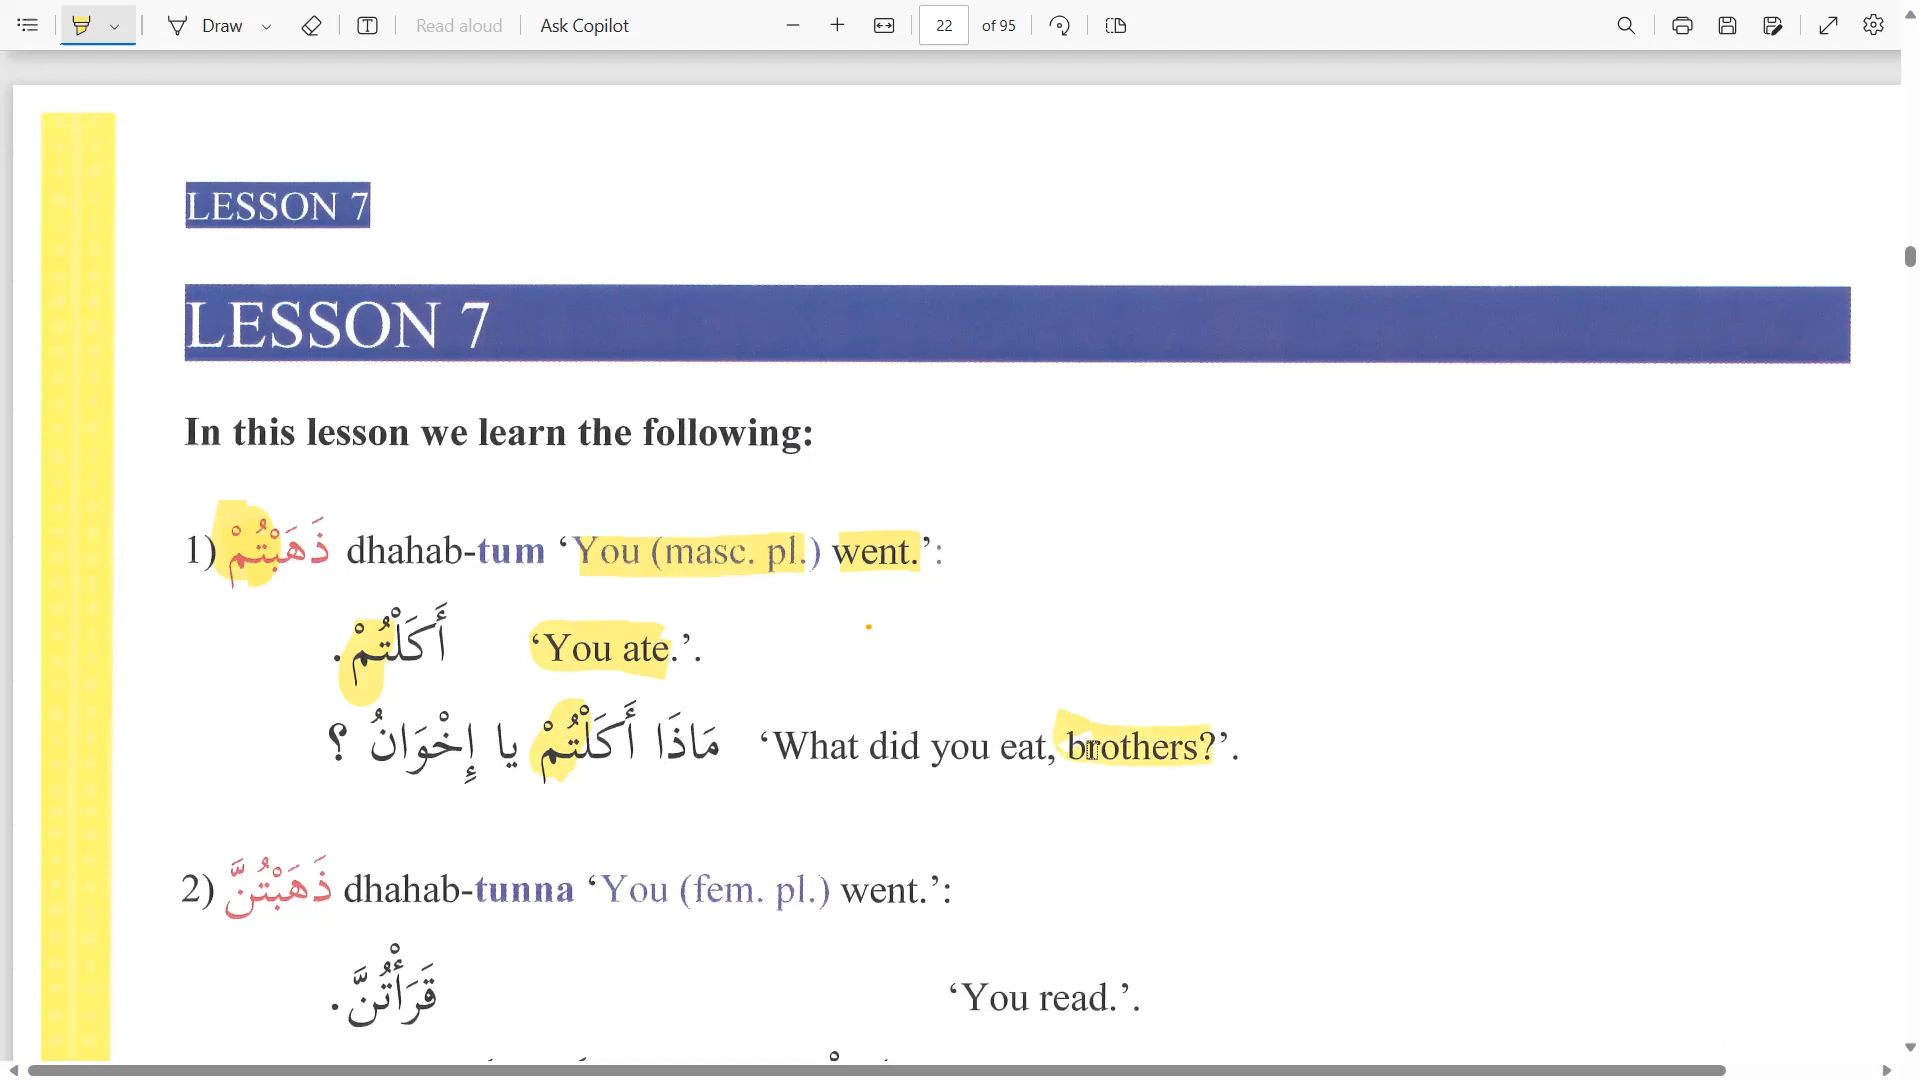 Draw
Read aloud
Ask Copilot
22 of 95
LESSON 7
LESSON 7
In this lesson we learn the following:
1) ذَهَبْتُمْ dhahab-tum ‘You (masc. pl.) went.’:
أَكَلْتُمْ. ‘You ate.’.
مَاذَا أَكَلْتُمْ يا إِخْوَانُ ؟ ‘What did you eat, brothers?’.
2) ذَهَبْتُنَّ dhahab-tunna ‘You (fem. pl.) went.’:
قَرَأْتُنَّ. ‘You read.’.